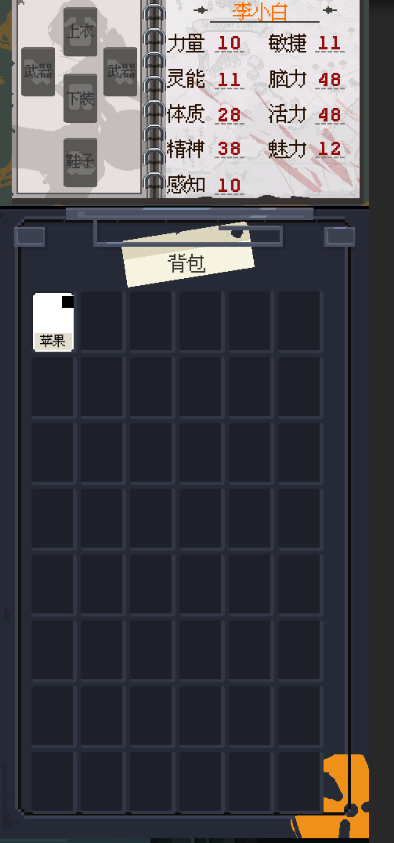 李小白
上衣
武器 武器
下装
鞋子
力量 10 敏捷 11
灵能 11 脑力 48
体质 28 活力 48
精神 38 魅力 12
感知 10
背包
苹果